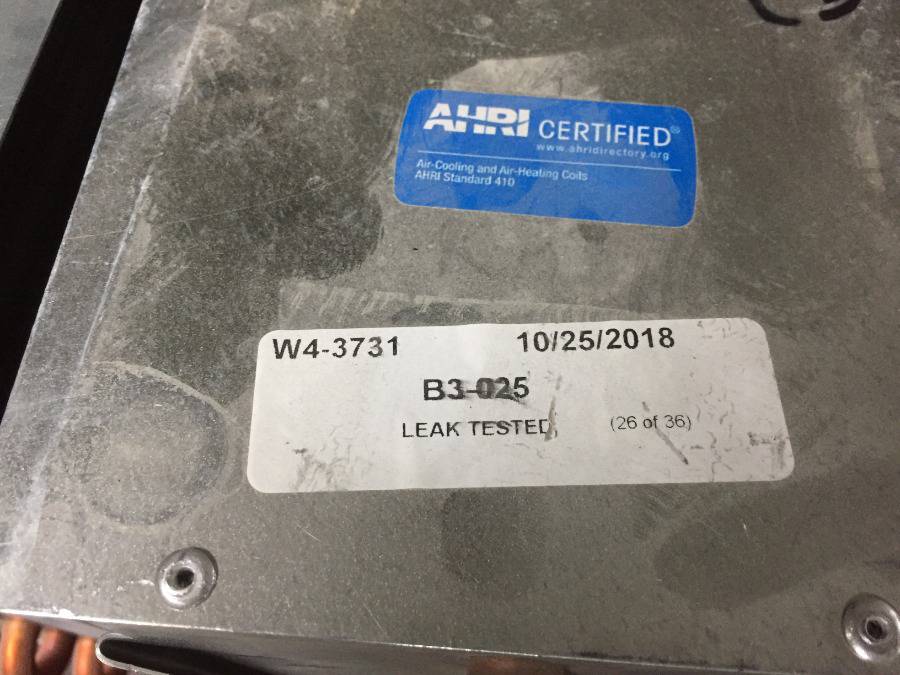 AHRI CERTIFIED®
www.ahridirectory.org
Air-Cooling and Air-Heating Coils
AHRI Standard 410
W4-3731 10/25/2018
B3-025
LEAK TESTED (26 of 36)